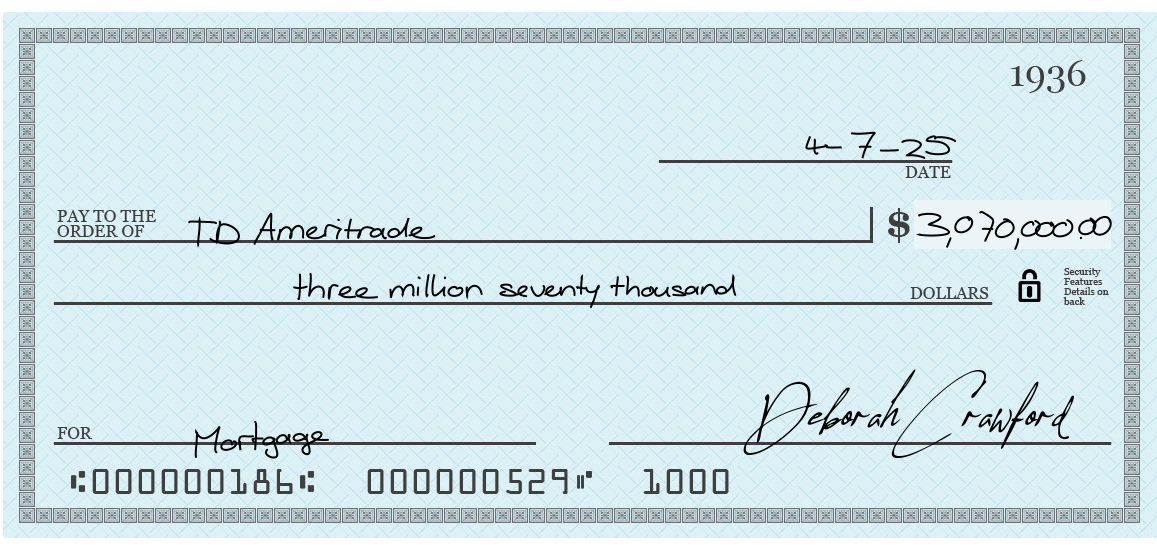 1936
4-7-25
DATE
PAY TO THE
ORDER OF TD Ameritrade $ 3,070,000.00
three million seventy thousand DOLLARS
Security
Features
Details on
back
Deborah Crawford
FOR Mortgage
⑆000000186⑆ 000000529⑈ 1000